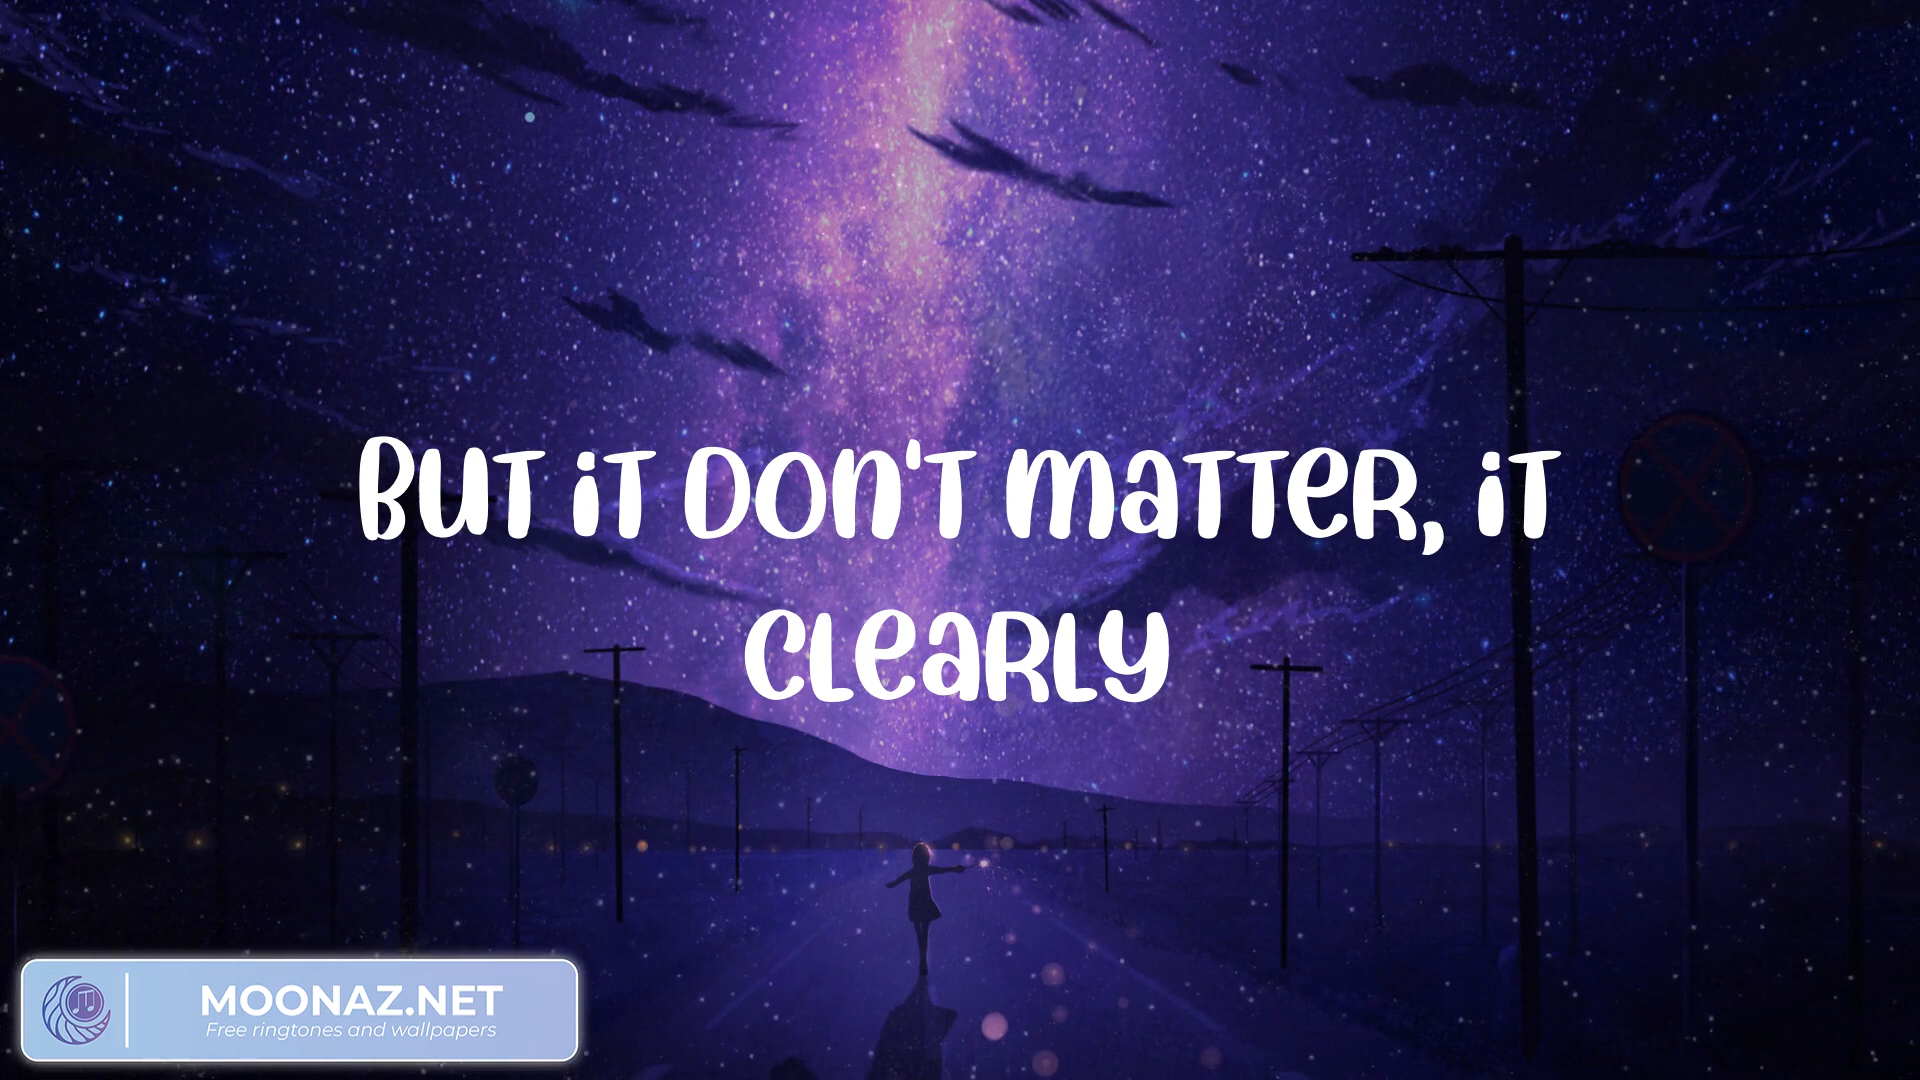 But it don't matter, it
clearly
MOONAZ.NET
Free ringtones and wallpapers